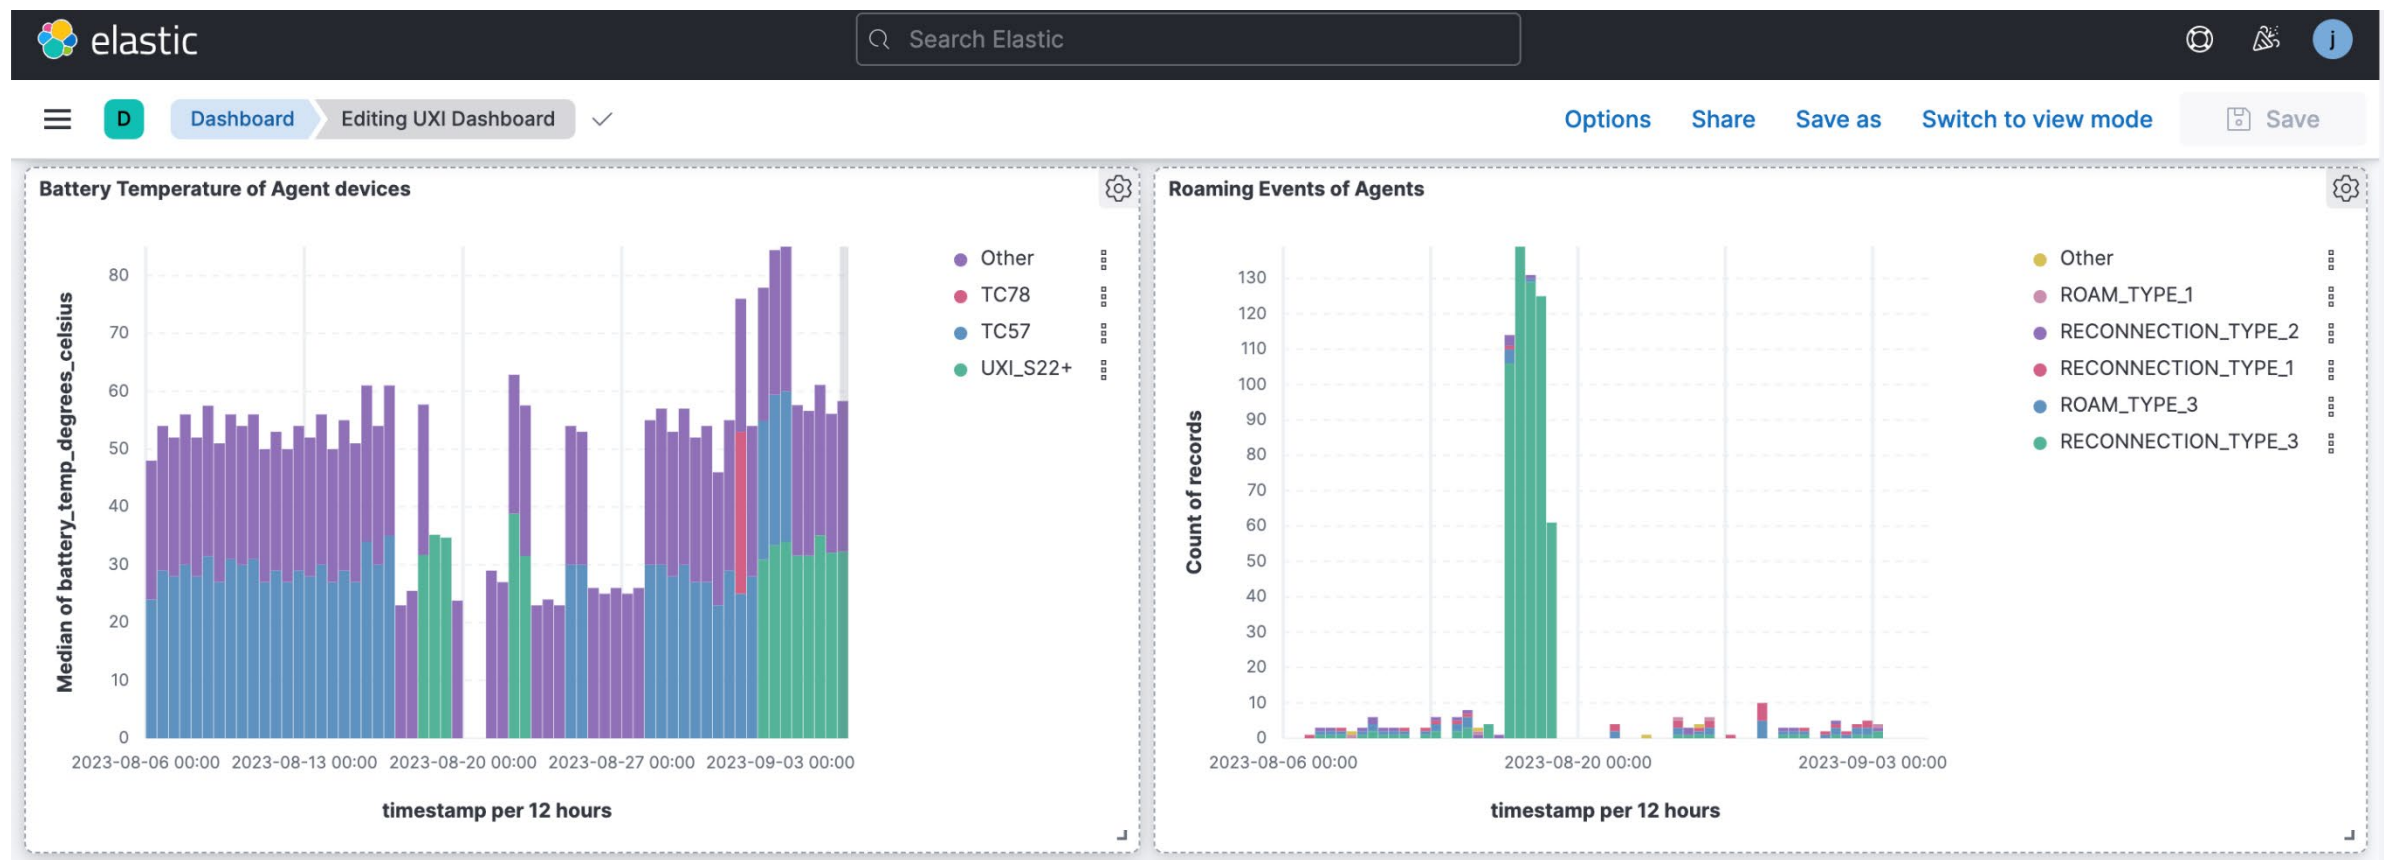 elastic
Search Elastic
j
D
Dashboard
Editing UXI Dashboard
Options
Share
Save as
Switch to view mode
Save
Battery Temperature of Agent devices
Median of battery_temp_degrees_celsius
80
70
60
50
40
30
20
10
0
2023-08-06 00:00
2023-08-13 00:00
2023-08-20 00:00
2023-08-27 00:00
2023-09-03 00:00
timestamp per 12 hours
Other
TC78
TC57
UXI_S22+
Roaming Events of Agents
Count of records
130
120
110
100
90
80
70
60
50
40
30
20
10
0
2023-08-06 00:00
2023-08-20 00:00
2023-09-03 00:00
timestamp per 12 hours
Other
ROAM_TYPE_1
RECONNECTION_TYPE_2
RECONNECTION_TYPE_1
ROAM_TYPE_3
RECONNECTION_TYPE_3